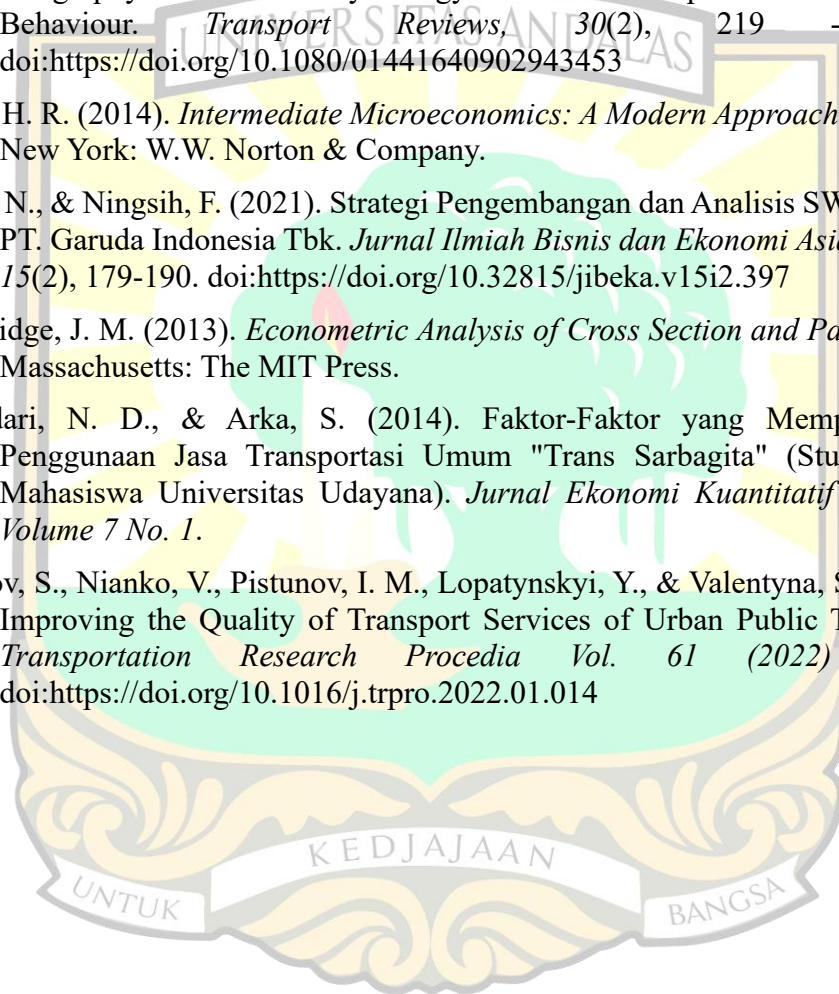 Behaviour. Transport Reviews, 30(2), 219 -
doi:https://doi.org/10.1080/01441640902943453
H. R. (2014). Intermediate Microeconomics: A Modern Approach
New York: W.W. Norton & Company.
N., & Ningsih, F. (2021). Strategi Pengembangan dan Analisis SW
PT. Garuda Indonesia Tbk. Jurnal Ilmiah Bisnis dan Ekonomi Asia
15(2), 179-190. doi:https://doi.org/10.32815/jibeka.v15i2.397
idge, J. M. (2013). Econometric Analysis of Cross Section and Pa
Massachusetts: The MIT Press.
dari, N. D., & Arka, S. (2014). Faktor-Faktor yang Memp
Penggunaan Jasa Transportasi Umum "Trans Sarbagita" (Stu
Mahasiswa Universitas Udayana). Jurnal Ekonomi Kuantitatif
Volume 7 No. 1.
ov, S., Nianko, V., Pistunov, I. M., Lopatynskyi, Y., & Valentyna, S
Improving the Quality of Transport Services of Urban Public T
Transportation Research Procedia Vol. 61 (2022)
doi:https://doi.org/10.1016/j.trpro.2022.01.014
UNIVERSITAS ANDALAS
KEDJAJAAN
UNTUK
BANGSA